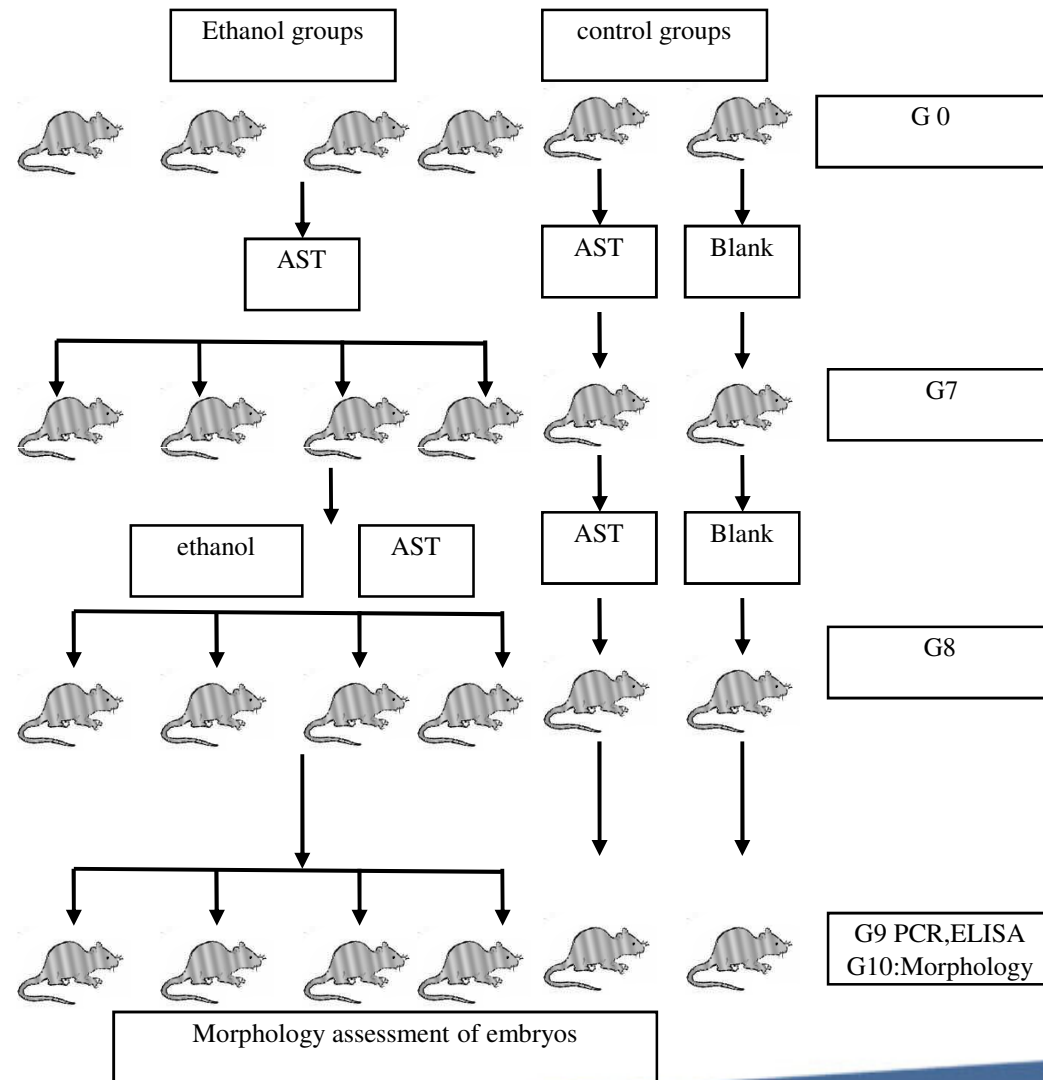 Ethanol groups
control groups
G 0
AST
AST
Blank
G7
ethanol
AST
AST
Blank
G8
G9 PCR,ELISA
G10:Morphology
Morphology assessment of embryos